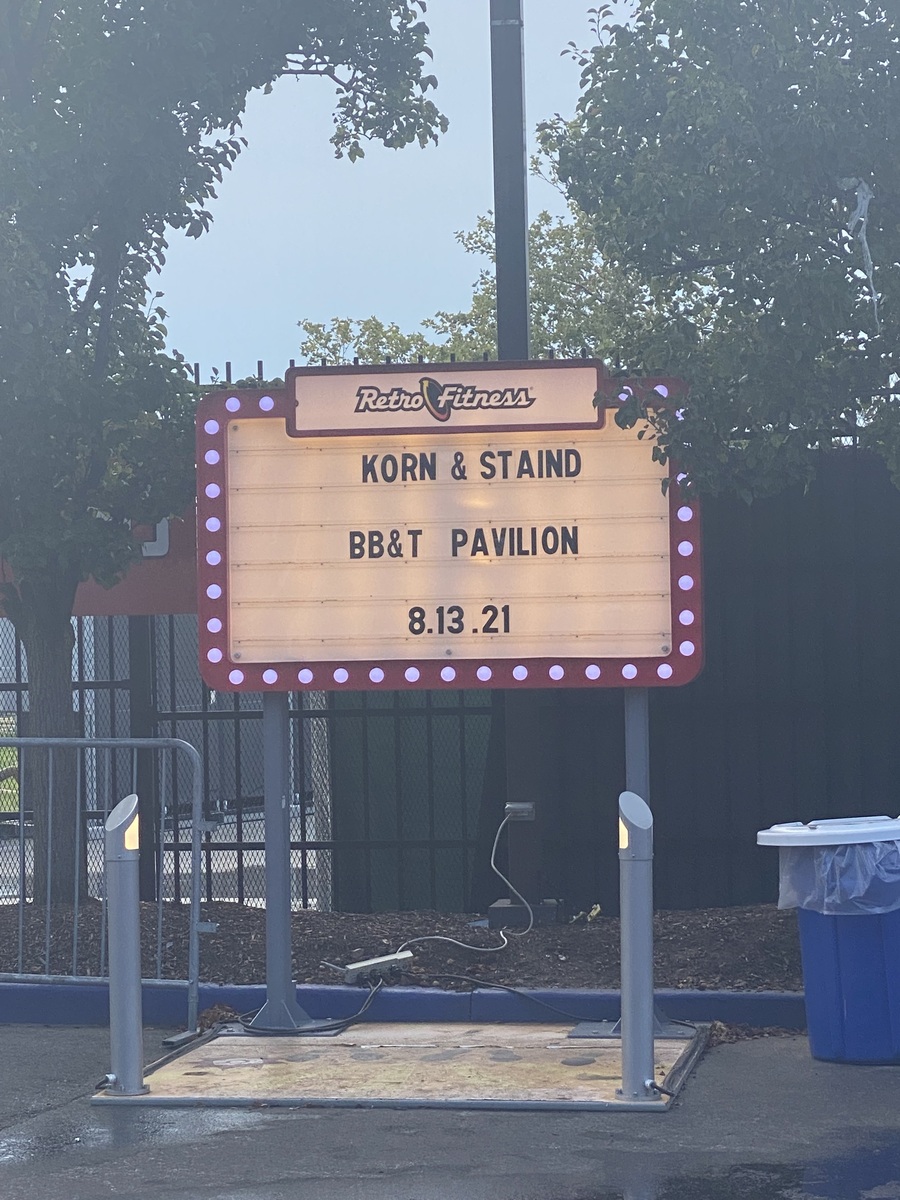 Retro Fitness
KORN & STAIND
BB&T PAVILION
8.13.21